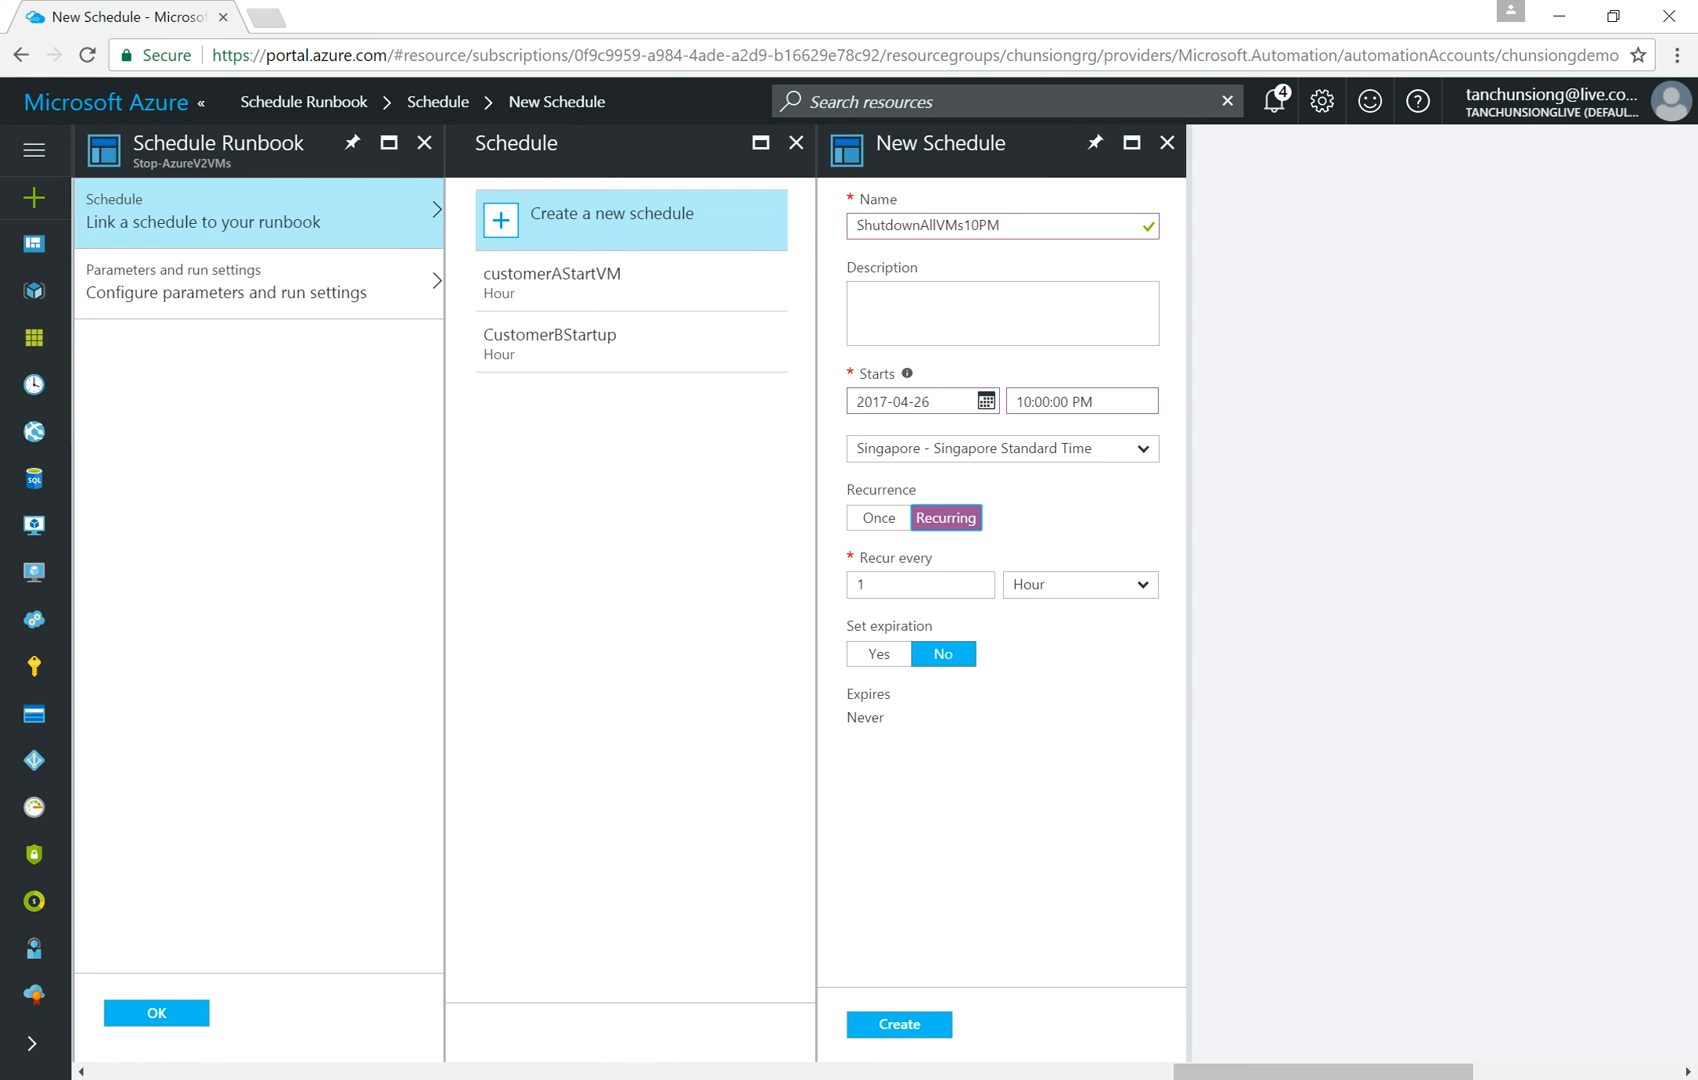 New Schedule - Microsof
Secure
https://portal.azure.com/#resource/subscriptions/0f9c9959-a984-4ade-a2d9-b16629e78c92/resourcegroups/chunsiongrg/providers/Microsoft.Automation/automationAccounts/chunsiongdemo
Microsoft Azure «
Schedule Runbook
Schedule
New Schedule
Search resources
4
tanchunsiong@live.co...
TANCHUNSIONGLIVE (DEFAUL...
Schedule Runbook
Stop-AzureV2VMs
Schedule
Link a schedule to your runbook
Parameters and run settings
Configure parameters and run settings
OK
Schedule
Create a new schedule
customerAStartVM
Hour
CustomerBStartup
Hour
New Schedule
* Name
ShutdownAllVMs10PM
Description
* Starts
2017-04-26
10:00:00 PM
Singapore - Singapore Standard Time
Recurrence
Once
Recurring
* Recur every
1
Hour
Set expiration
Yes
No
Expires
Never
Create
SQL